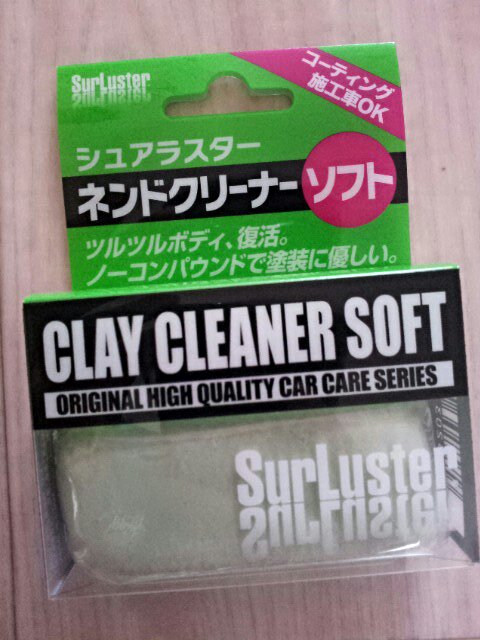 SurLuster
コーティング
施工車OK
シュアラスター
ネンドクリーナー ソフト
ツルツルボディ、復活。
ノーコンパウンドで塗装に優しい。
CLAY CLEANER SOFT
ORIGINAL HIGH QUALITY CAR CARE SERIES
SurLuster